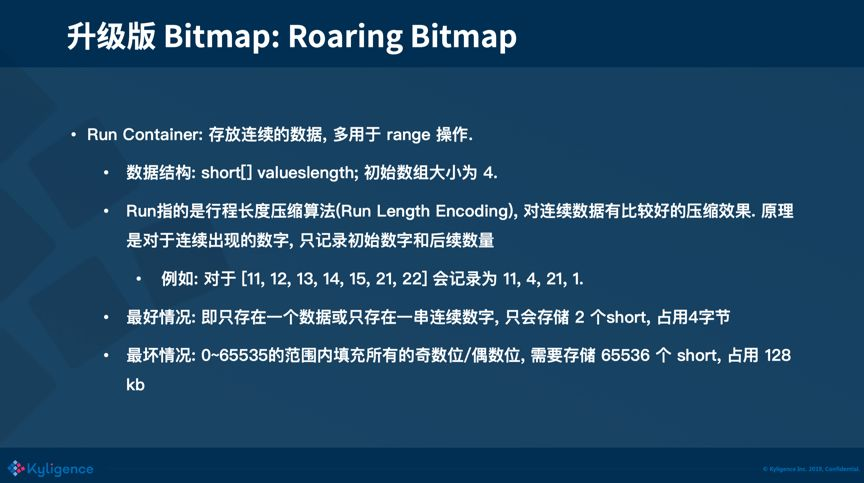 升级版 Bitmap: Roaring Bitmap
• Run Container: 存放连续的数据, 多用于 range 操作.
• 数据结构: short[] valueslength; 初始数组大小为 4.
• Run指的是行程长度压缩算法(Run Length Encoding), 对连续数据有比较好的压缩效果. 原理
是对于连续出现的数字, 只记录初始数字和后续数量
• 例如: 对于 [11, 12, 13, 14, 15, 21, 22] 会记录为 11, 4, 21, 1.
• 最好情况: 即只存在一个数据或只存在一串连续数字, 只会存储 2 个short, 占用4字节
• 最坏情况: 0~65535的范围内填充所有的奇数位/偶数位, 需要存储 65536 个 short, 占用 128
kb
Kyligence
© Kyligence Inc. 2019, Confidential.